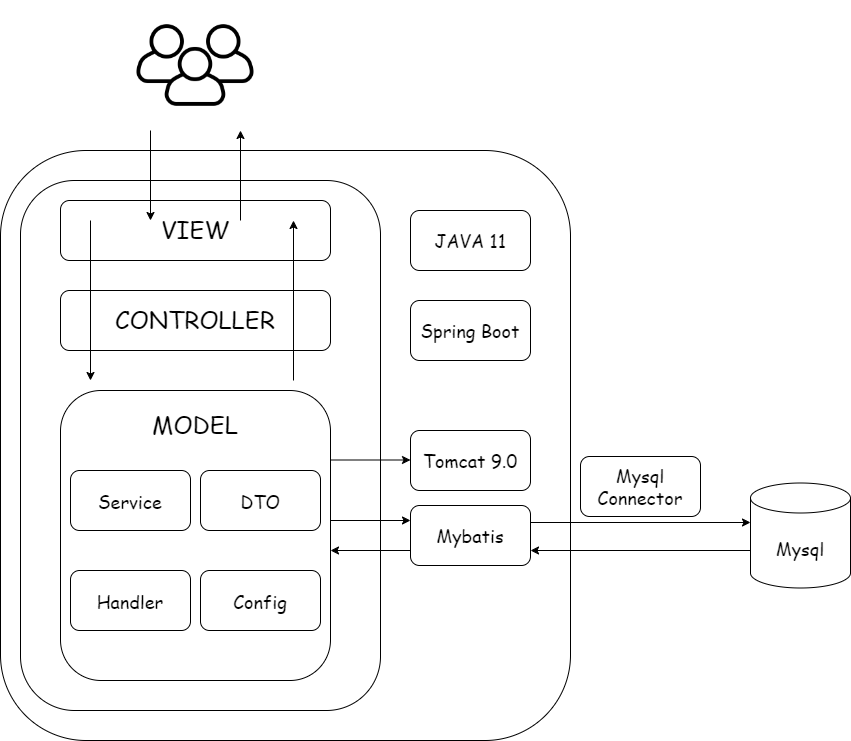 VIEW
JAVA 11
CONTROLLER
Spring Boot
MODEL
Tomcat 9.0
Mysql
Connector
Service
DTO
Mybatis
Mysql
Handler
Config